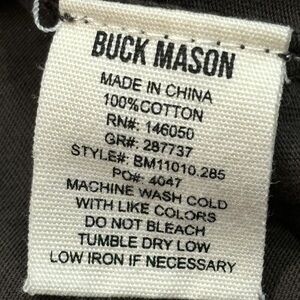 BUCK MASON
MADE IN CHINA
100%COTTON
RN#: 146050
GR#: 287737
STYLE#: BM11010.285
PO#: 4047
MACHINE WASH COLD
WITH LIKE COLORS
DO NOT BLEACH
TUMBLE DRY LOW
LOW IRON IF NECESSARY